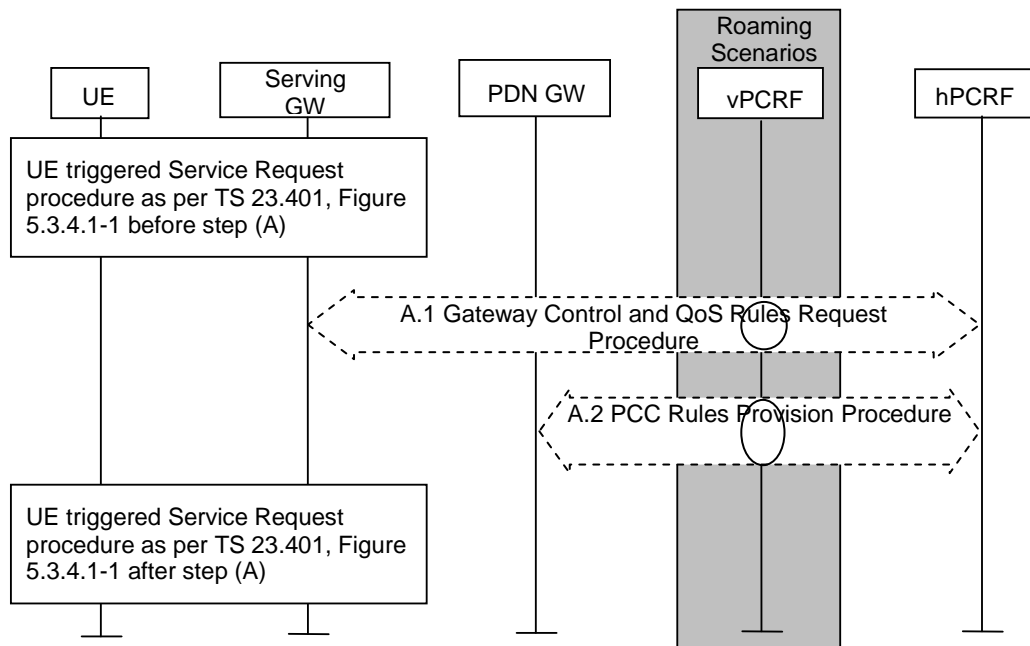 Roaming
Scenarios
UE
Serving
GW
PDN GW
vPCRF
hPCRF
UE triggered Service Request
procedure as per TS 23.401, Figure
5.3.4.1-1 before step (A)
A.1 Gateway Control and QoS Rules Request
Procedure
A.2 PCC Rules Provision Procedure
UE triggered Service Request
procedure as per TS 23.401, Figure
5.3.4.1-1 after step (A)